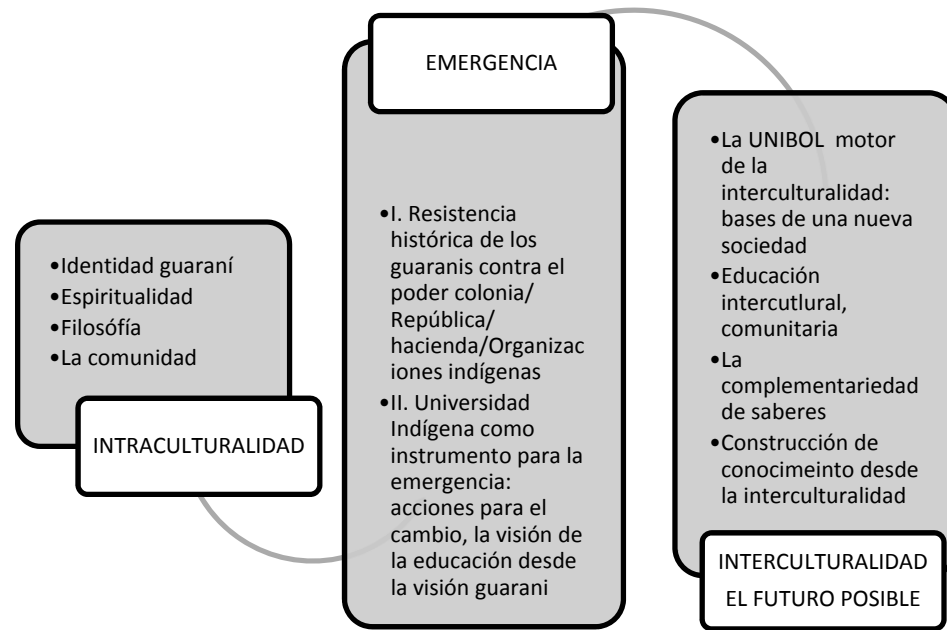 •Identidad guaraní
•Espiritualidad
•Filosófía
•La comunidad
INTRACULTURALIDAD
EMERGENCIA
•I. Resistencia
histórica de los
guaranis contra el
poder colonia/
República/
hacienda/Organizac
iones indígenas
•II. Universidad
Indígena como
instrumento para la
emergencia:
acciones para el
cambio, la visión de
la educación desde
la visión guarani
•La UNIBOL motor
de la
interculturalidad:
bases de una nueva
sociedad
•Educación
intercutlural,
comunitaria
•La
complementariedad
de saberes
•Construcción de
conocimeinto desde
la interculturalidad
INTERCULTURALIDAD
EL FUTURO POSIBLE